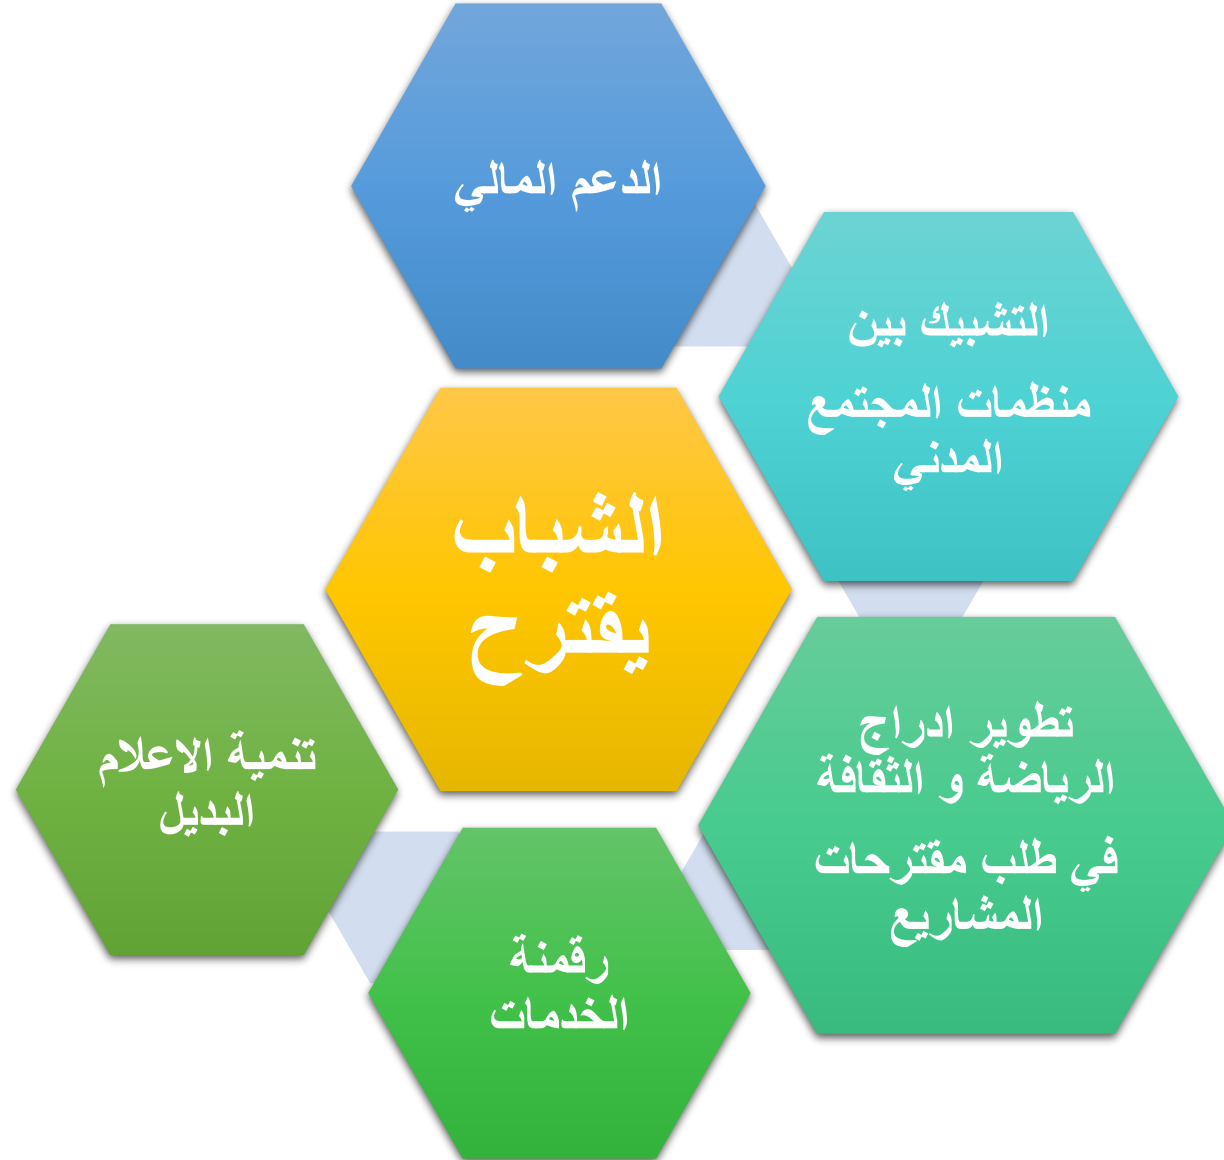 الدعم المالي
التشبيك بين
منظمات المجتمع
المدني
الشباب
يقترح
تطوير ادراج
الرياضة و الثقافة
في طلب مقترحات
المشاريع
رقمنة
الخدمات
تنمية الاعلام
البديل